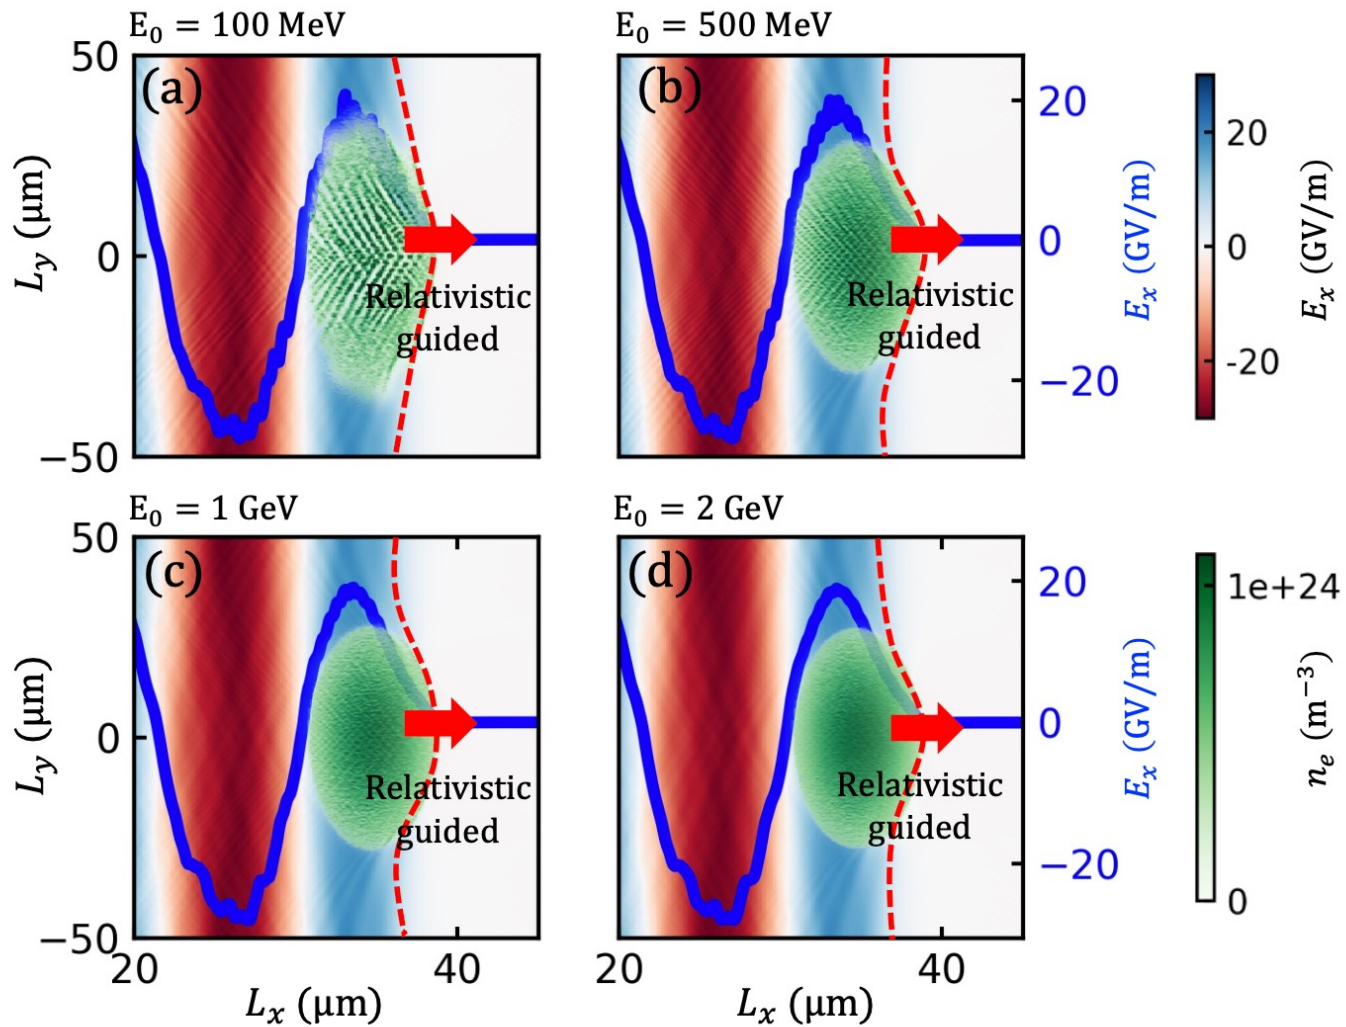 E₀ = 100 MeV
E₀ = 500 MeV
50
(a)
(b)
20
20
Lᵧ (μm)
0
Relativistic
guided
Relativistic
guided
0
Eₓ (GV/m)
0
Eₓ (GV/m)
−20
-20
−50
E₀ = 1 GeV
E₀ = 2 GeV
50
(c)
(d)
20
1e+24
Lᵧ (μm)
0
Relativistic
guided
Relativistic
guided
0
Eₓ (GV/m)
nₑ (m⁻³)
−20
0
−50
20
40
20
40
Lₓ (μm)
Lₓ (μm)